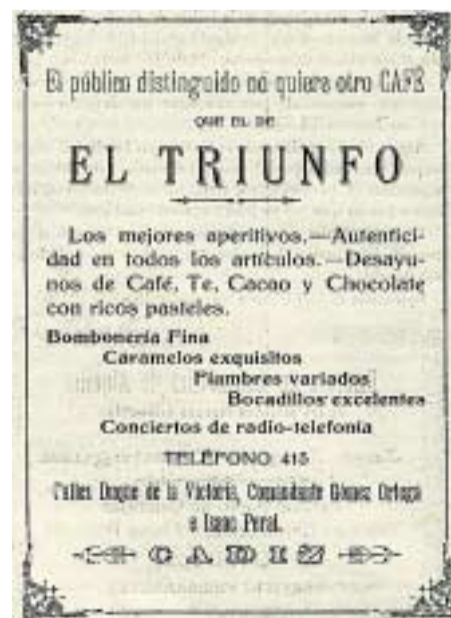 El público distinguido no quiere otro CAFÉ
QUE EL DE
EL TRIUNFO
Los mejores aperitivos.—Autentici-
dad en todos los artículos.—Desayu-
nos de Café, Te, Cacao y Chocolate
con ricos pasteles.
Bombonería Fina
Caramelos exquisitos
Fiambres variados
Bocadillos excelentes
Conciertos de radio-telefonía
TELÉFONO 415
Calles Duque de la Victoria, Comandante Gómez Ortega
e Isaac Peral.
CADIZ